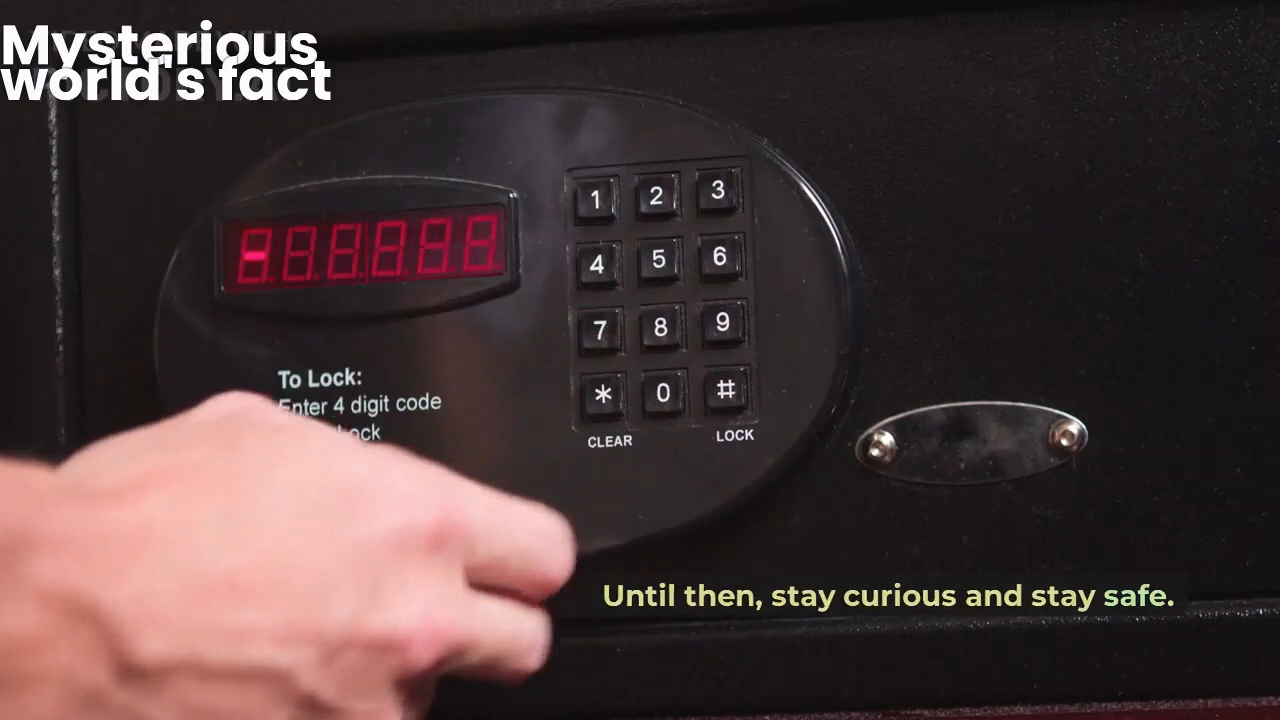 Mysterious
world's fact
1 2 3
4 5 6
7 8 9
* 0 #
CLEAR LOCK
To Lock:
Enter 4 digit code
Until then, stay curious and stay safe.